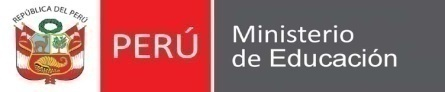 REPÚBLICA DEL PERÚ
PERÚ
Ministerio
de Educación